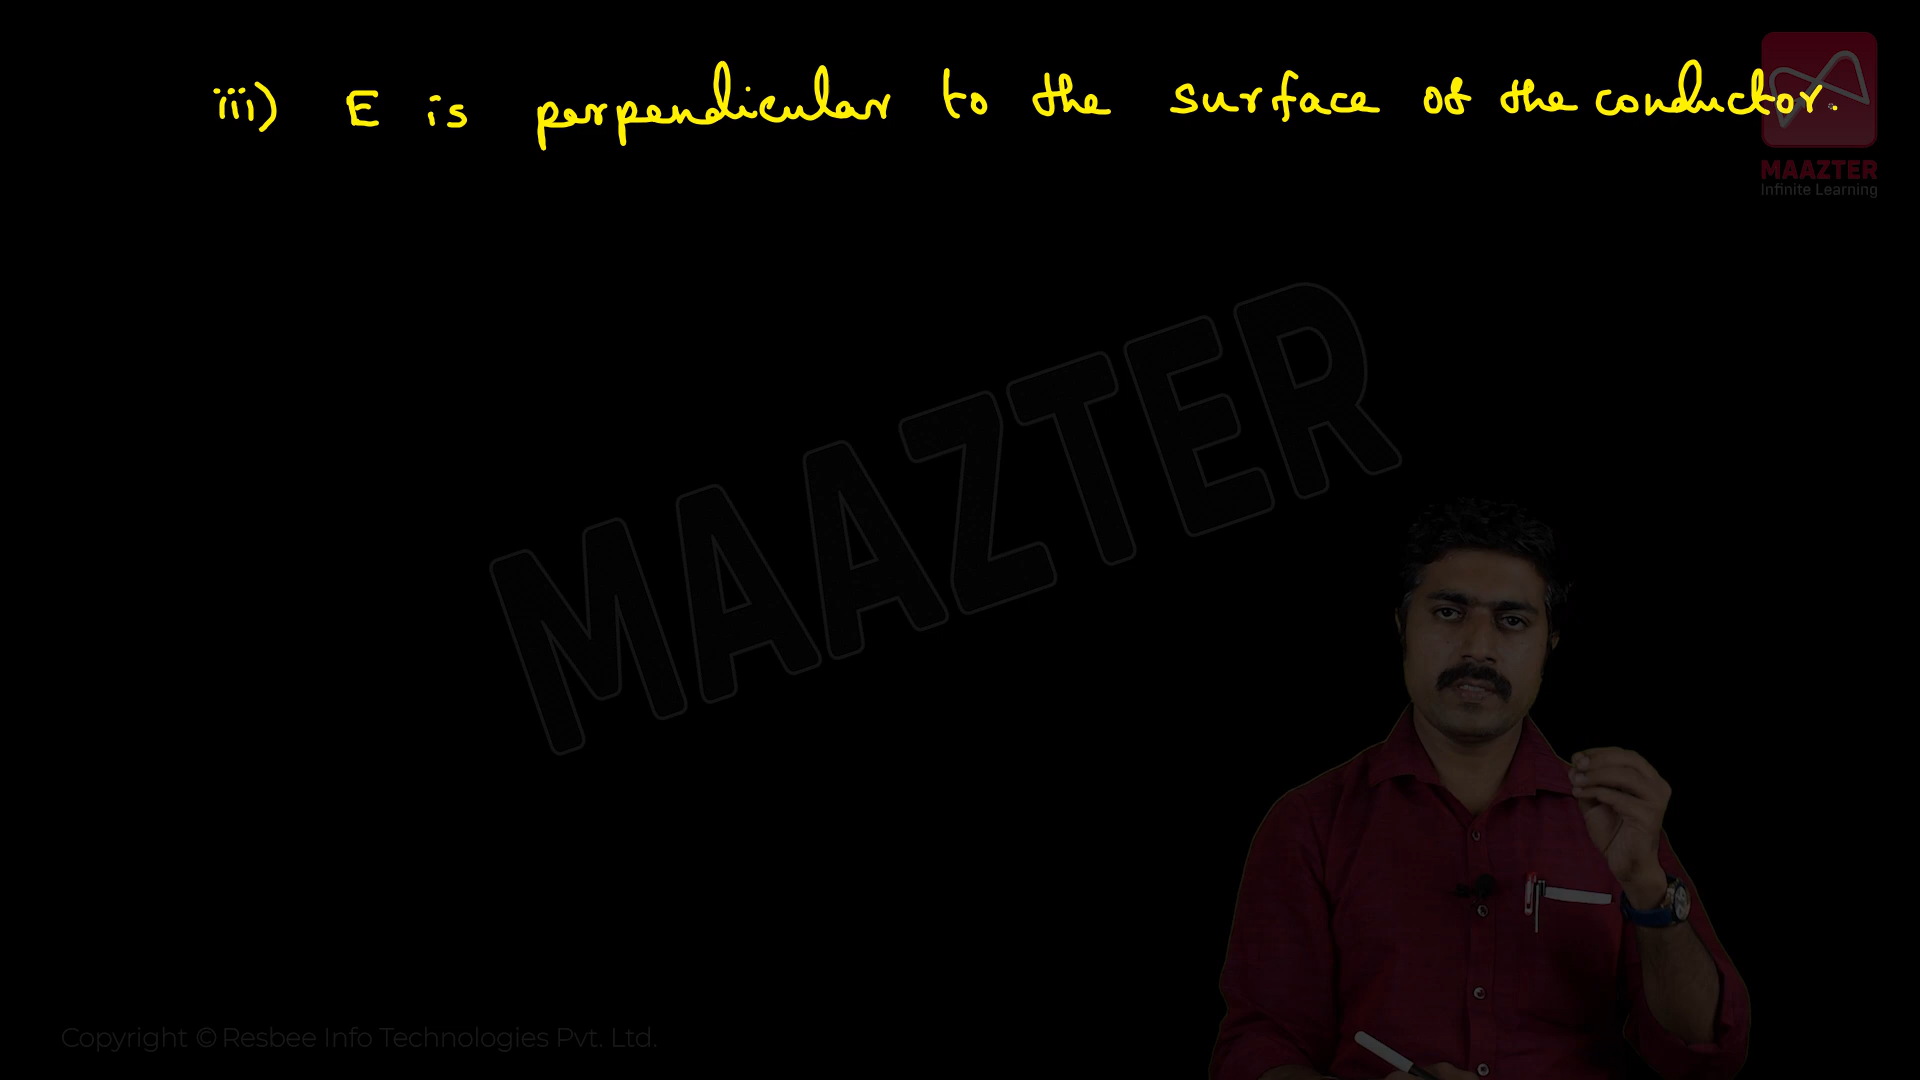 iii) E is perpendicular to the surface of the conductor.
MAAZTER
Infinite Learning
MAAZTER
Copyright © Resbee Info Technologies Pvt. Ltd.